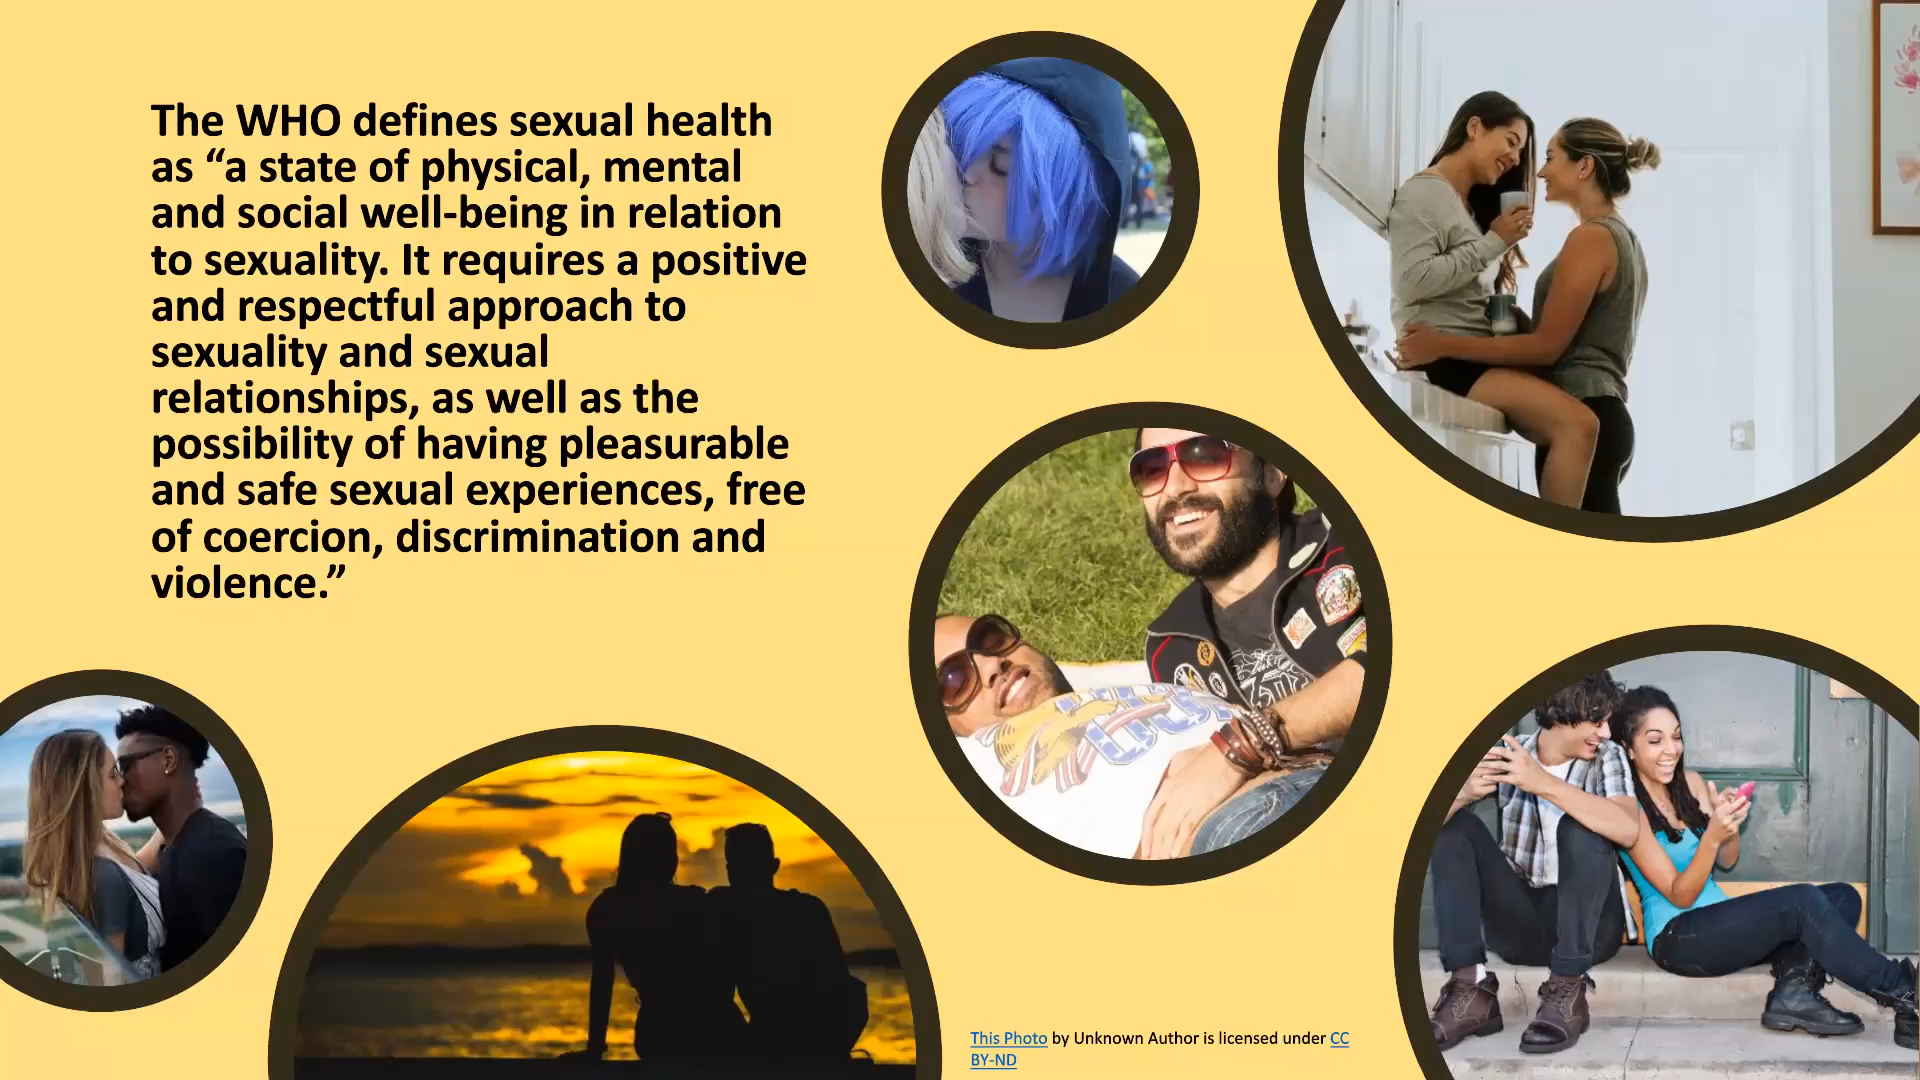 The WHO defines sexual health
as “a state of physical, mental
and social well-being in relation
to sexuality. It requires a positive
and respectful approach to
sexuality and sexual
relationships, as well as the
possibility of having pleasurable
and safe sexual experiences, free
of coercion, discrimination and
violence.”
This Photo by Unknown Author is licensed under CC
BY-ND